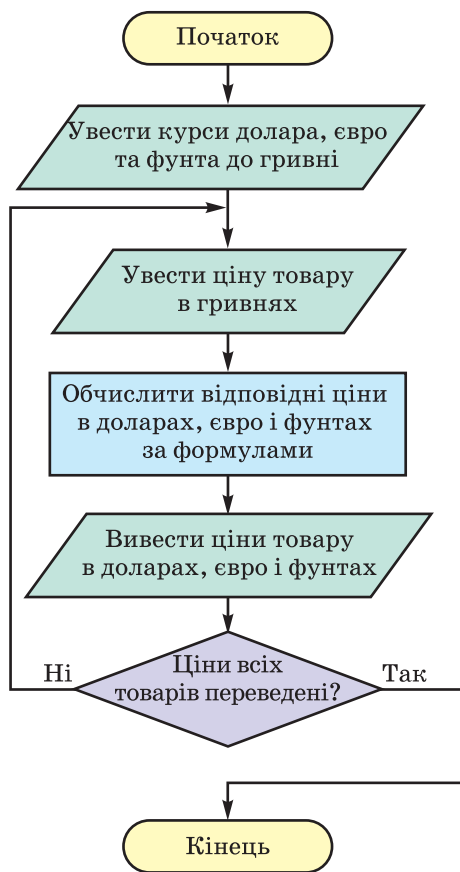 Початок
Увести курси долара, євро
та фунта до гривні
Увести ціну товару
в гривнях
Обчислити відповідні ціни
в доларах, євро і фунтах
за формулами
Вивести ціни товару
в доларах, євро і фунтах
Ціни всіх
товарів переведені?
Ні
Так
Кінець